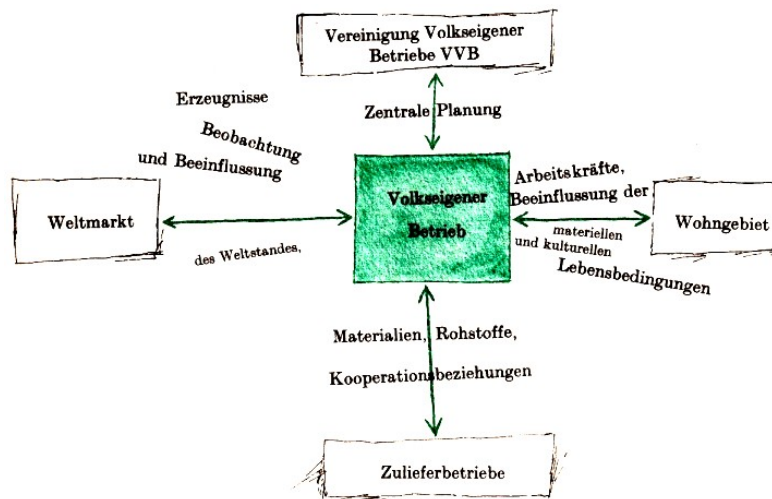 Vereinigung Volkseigener
Betriebe VVB
Zentrale Planung
Erzeugnisse
Beobachtung
und Beeinflussung
des Weltstandes,
Weltmarkt
Volkseigener
Betrieb
Arbeitskräfte,
Beeinflussung der
materiellen
und kulturellen
Lebensbedingungen
Wohngebiet
Materialien, Rohstoffe,
Kooperationsbeziehungen
Zulieferbetriebe